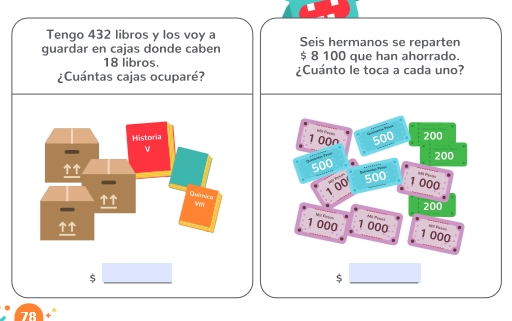 Tengo 432 libros y los voy a
guardar en cajas donde caben
18 libros.
¿Cuántas cajas ocuparé?
Historia
V
Química
VIII
$
Seis hermanos se reparten
$ 8 100 que han ahorrado.
¿Cuánto le toca a cada uno?
Mil Pesos
1 000
Quinientos Pesos
500
200
200
Quinientos Pesos
500
Quinientos Pesos
500
1 00
Mil Pesos
1 000
200
Mil Pesos
1 000
Mil Pesos
1 000
Mil Pesos
1 000
$
78